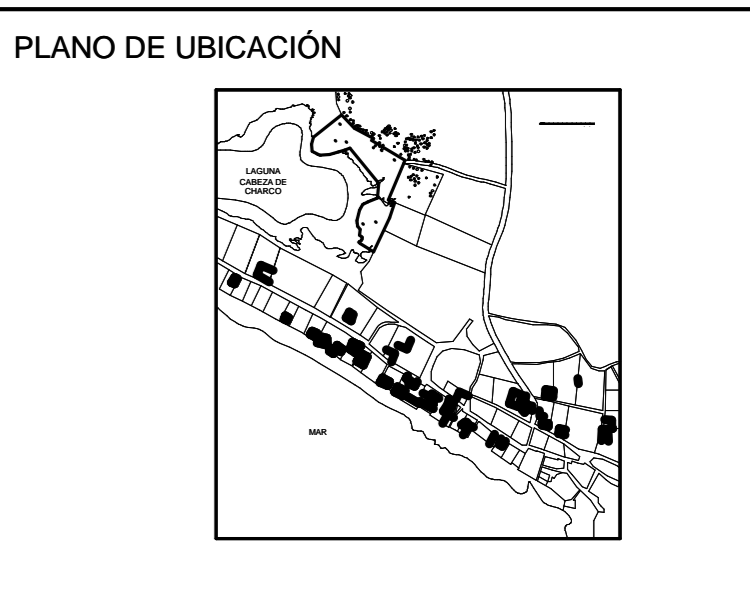 PLANO DE UBICACIÓN
LAGUNA
CABEZA DE
CHARCO
MAR